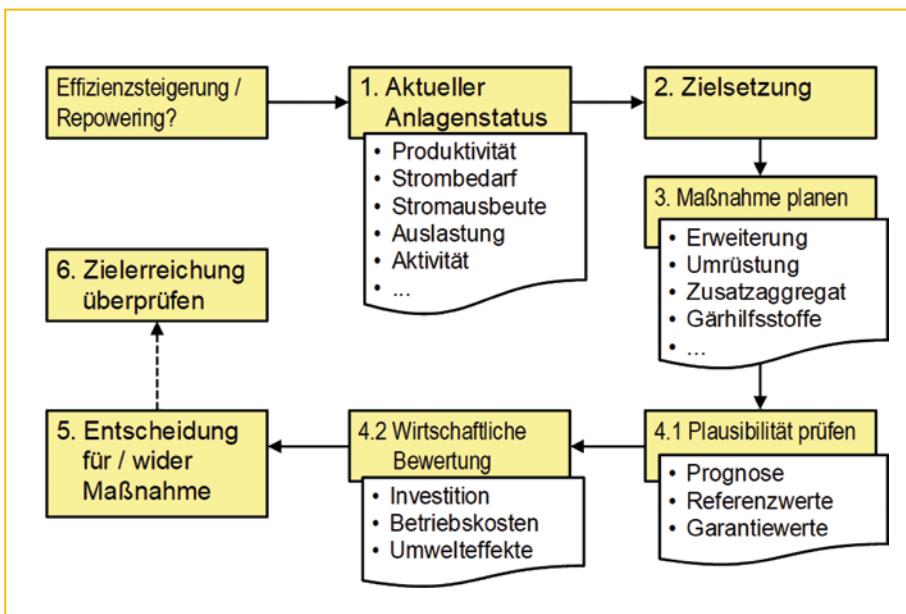 Effizienzsteigerung /
Repowering?
1. Aktueller
Anlagenstatus
• Produktivität
• Strombedarf
• Stromausbeute
• Auslastung
• Aktivität
• ...
2. Zielsetzung
3. Maßnahme planen
• Erweiterung
• Umrüstung
• Zusatzaggregat
• Gärhilfsstoffe
• ...
4.1 Plausibilität prüfen
• Prognose
• Referenzwerte
• Garantiewerte
4.2 Wirtschaftliche
Bewertung
• Investition
• Betriebskosten
• Umwelteffekte
5. Entscheidung
für / wider
Maßnahme
6. Zielerreichung
überprüfen